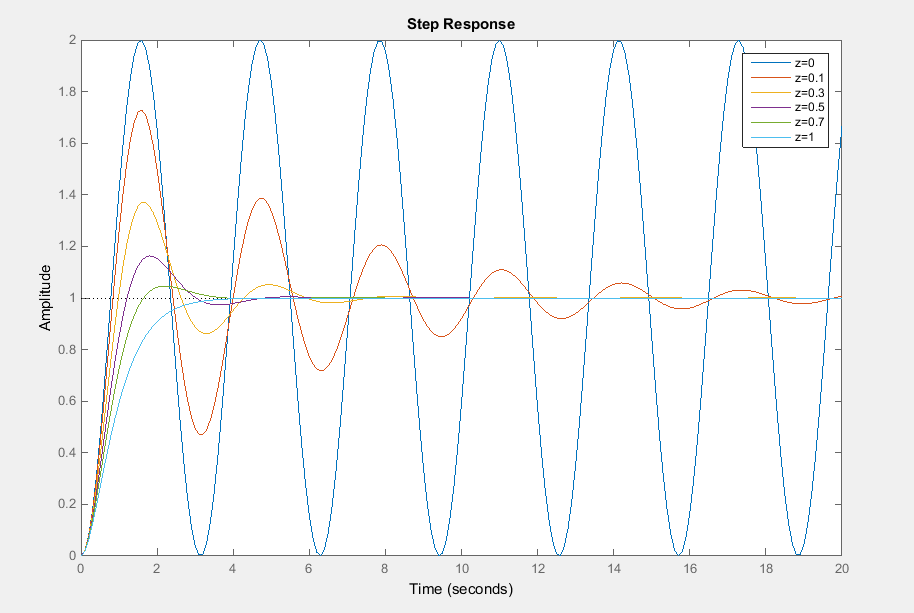 Step Response
2
1.8
1.6
1.4
1.2
1
0.8
0.6
0.4
0.2
0
Amplitude
z=0
z=0.1
z=0.3
z=0.5
z=0.7
z=1
0 2 4 6 8 10 12 14 16 18 20
Time (seconds)